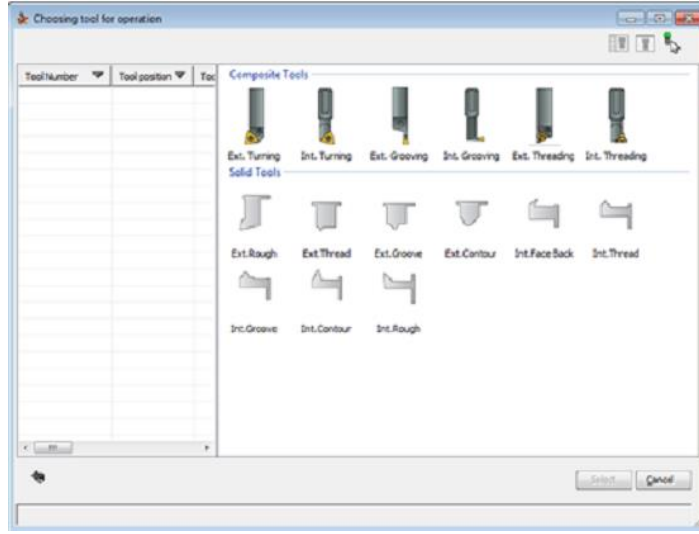 Choosing tool for operation
Tool Number Tool position Too
Composite Tools
Ext. Turning Int. Turning Ext. Grooving Int. Grooving Ext. Threading Int. Threading
Solid Tools
Ext.Rough Ext.Thread Ext.Groove Ext.Contour Int.Face Back Int.Thread
Int.Groove Int.Contour Int.Rough
Select Cancel